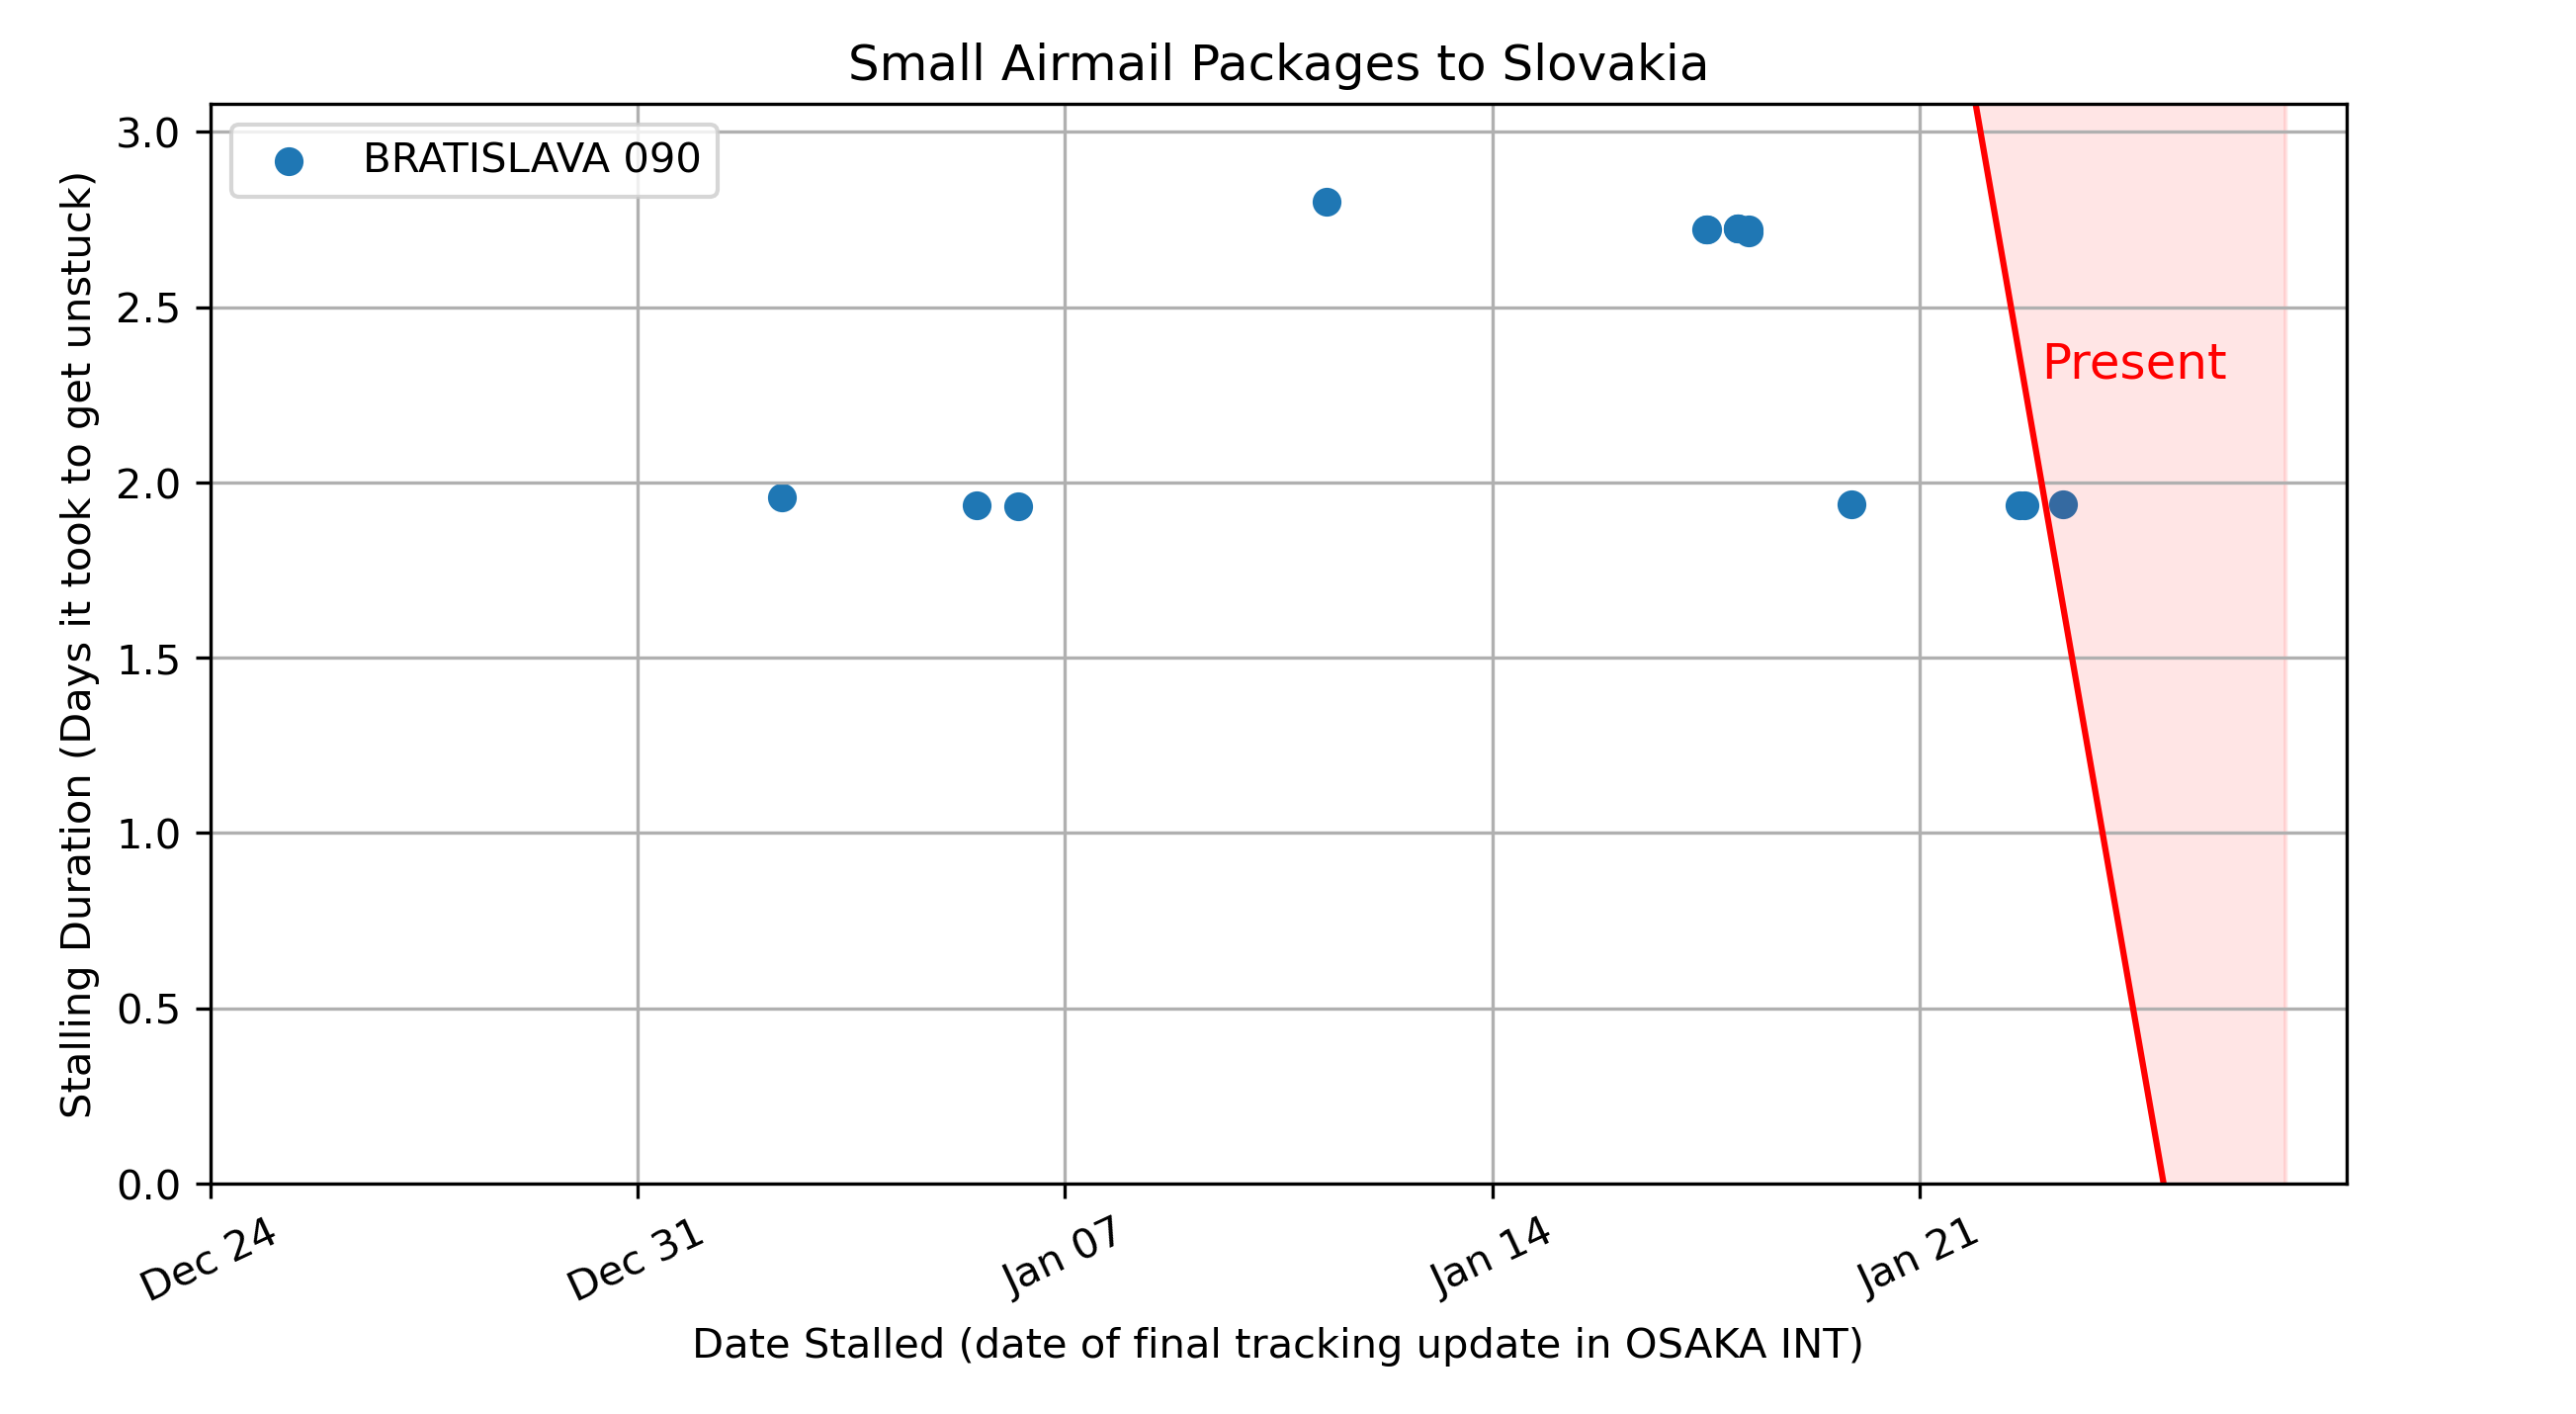 Small Airmail Packages to Slovakia
BRATISLAVA 090
Present
Stalling Duration (Days it took to get unstuck)
3.0
2.5
2.0
1.5
1.0
0.5
0.0
Dec 24
Dec 31
Jan 07
Jan 14
Jan 21
Date Stalled (date of final tracking update in OSAKA INT)